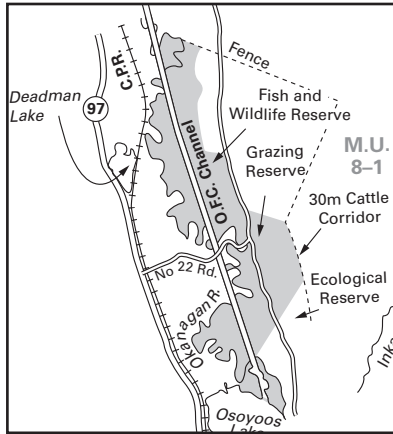 C.P.R.
Fence
Deadman
Lake
97
Fish and
Wildlife Reserve
O.F.C. Channel
Grazing
Reserve
M.U.
8–1
30m Cattle
Corridor
No 22 Rd.
Ecological
Reserve
Okanagan R.
Osoyoos
Lake